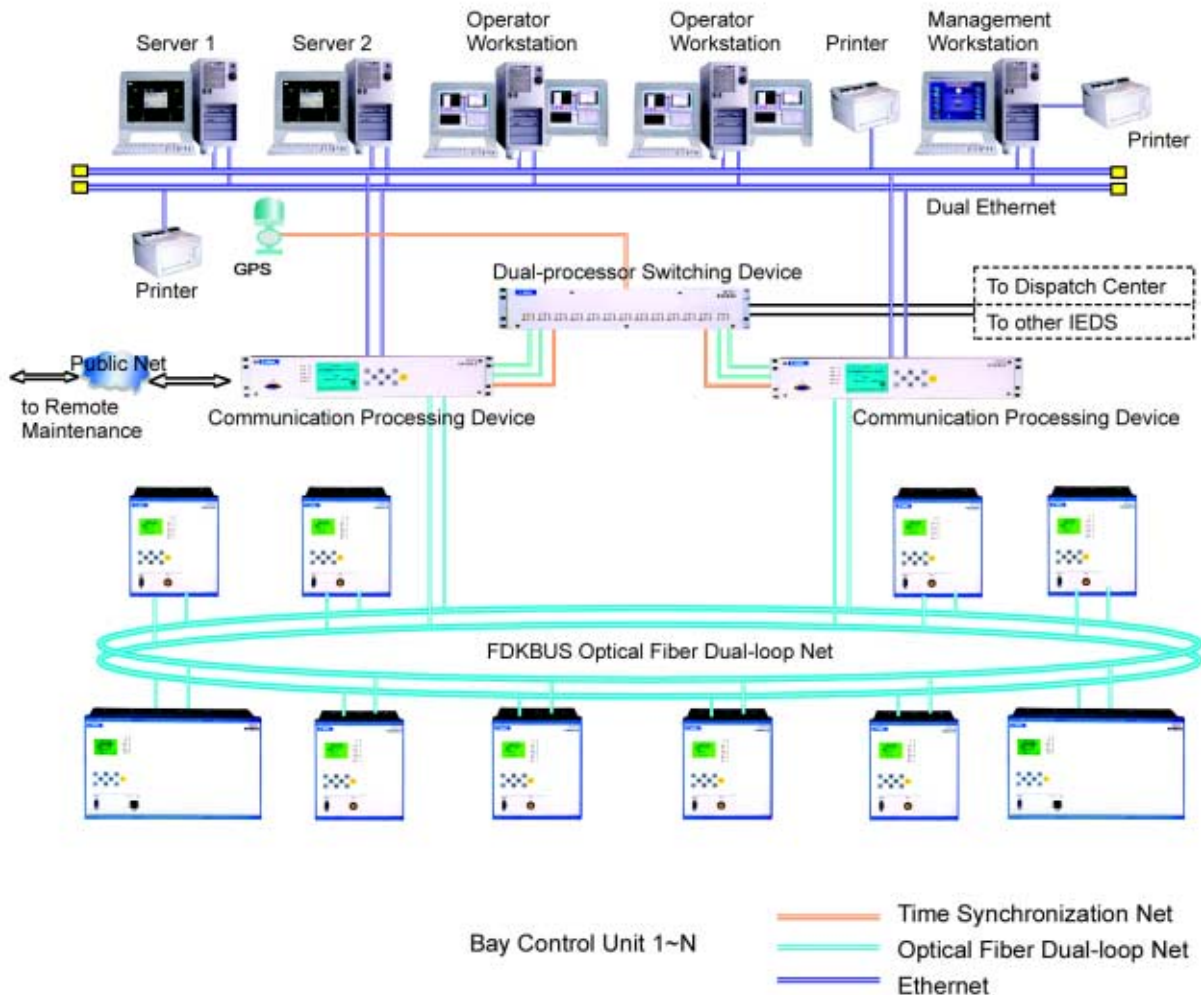 Server 1
Server 2
Operator
Workstation
Operator
Workstation
Printer
Management
Workstation
Printer
Dual Ethernet
Printer
GPS
Dual-processor Switching Device
To Dispatch Center
To other IEDS
Public Net
to Remote
Maintenance
Communication Processing Device
Communication Processing Device
FDKBUS Optical Fiber Dual-loop Net
Bay Control Unit 1~N
Time Synchronization Net
Optical Fiber Dual-loop Net
Ethernet